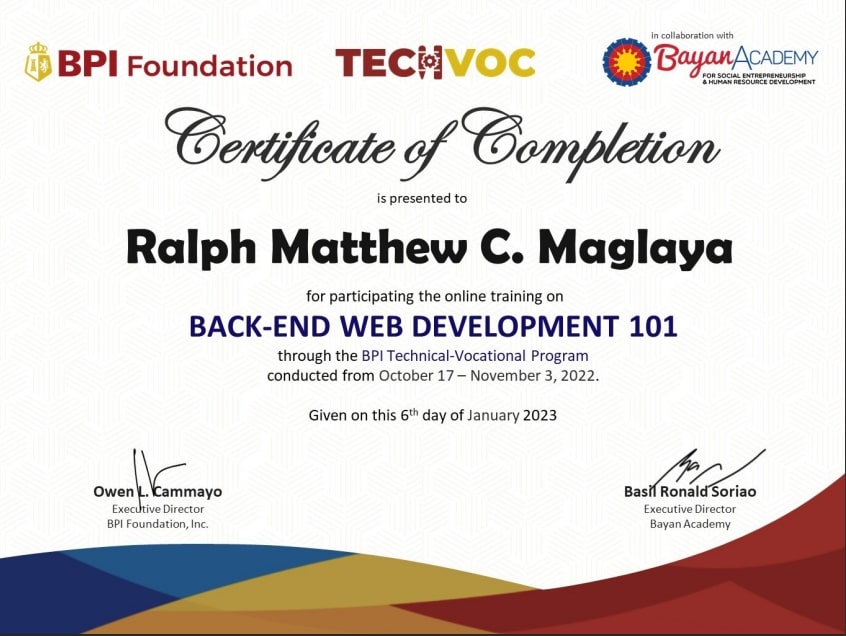 BPI Foundation
TECHVOC
in collaboration with
Bayan ACADEMY
FOR SOCIAL ENTREPRENEURSHIP
& HUMAN RESOURCE DEVELOPMENT
Certificate of Completion
is presented to
Ralph Matthew C. Maglaya
for participating the online training on
BACK-END WEB DEVELOPMENT 101
through the BPI Technical-Vocational Program
conducted from October 17 – November 3, 2022.
Given on this 6th day of January 2023
Owen L. Cammayo
Executive Director
BPI Foundation, Inc.
Basil Ronald Soriao
Executive Director
Bayan Academy